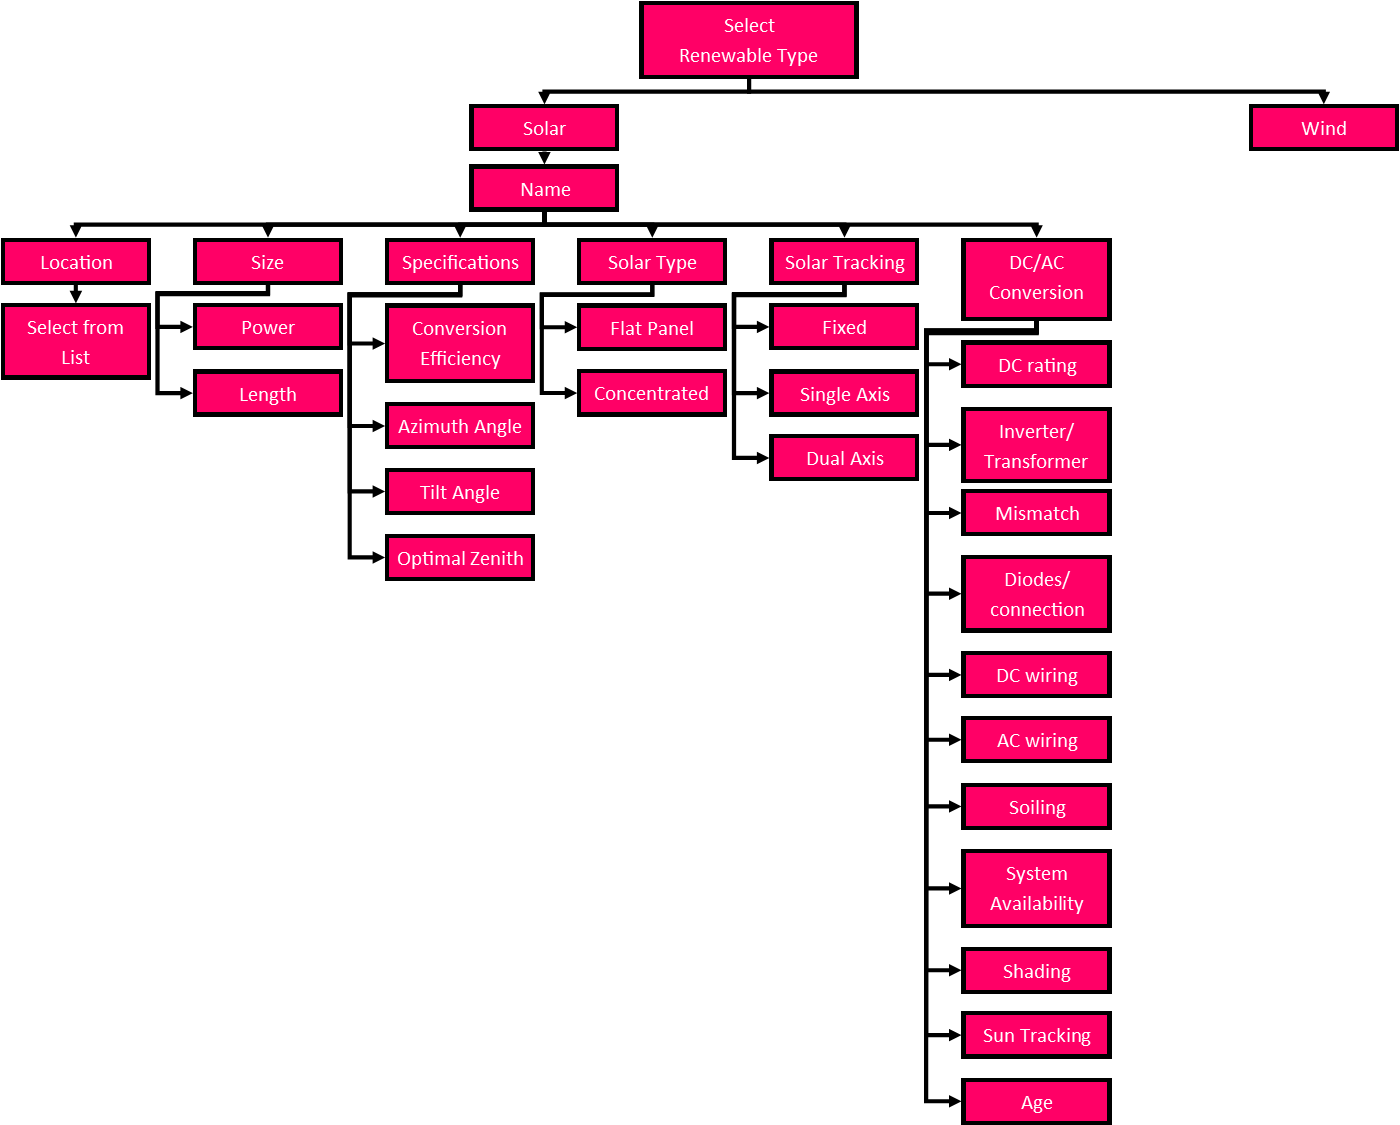 Select
Renewable Type
Solar
Wind
Name
Location
Size
Specifications
Solar Type
Solar Tracking
DC/AC
Conversion
Select from
List
Power
Length
Conversion
Efficiency
Azimuth Angle
Tilt Angle
Optimal Zenith
Flat Panel
Concentrated
Fixed
Single Axis
Dual Axis
DC rating
Inverter/
Transformer
Mismatch
Diodes/
connection
DC wiring
AC wiring
Soiling
System
Availability
Shading
Sun Tracking
Age